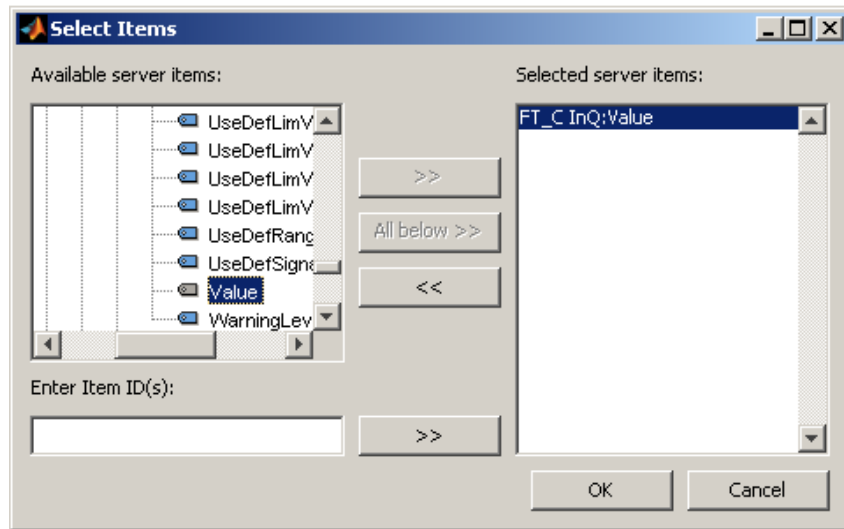 Select Items
Available server items:
Selected server items:
UseDefLimV
UseDefLimV
UseDefLimV
UseDefLimV
UseDefRang
UseDefSigna
Value
WarningLev
>>
All below >>
<<
FT_C InQ:Value
Enter Item ID(s):
>>
OK
Cancel